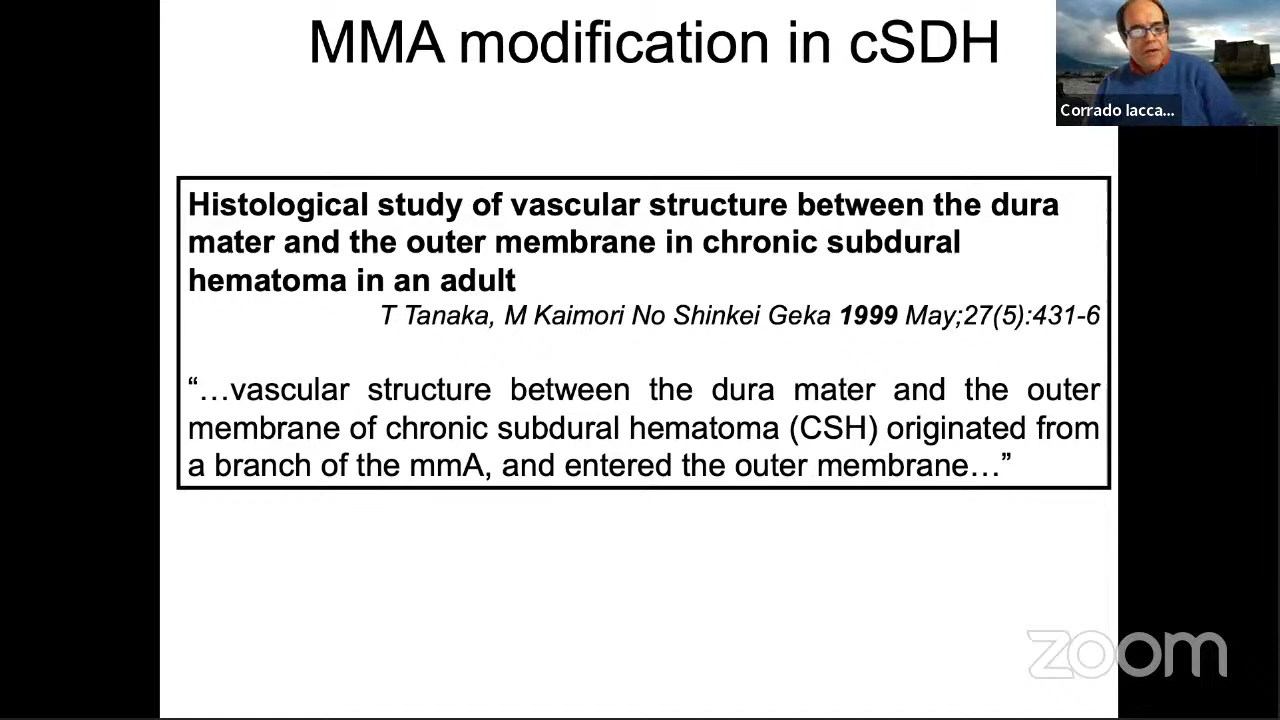 MMA modification in cSDH
Corrado Iacca...
Histological study of vascular structure between the dura
mater and the outer membrane in chronic subdural
hematoma in an adult
T Tanaka, M Kaimori No Shinkei Geka 1999 May;27(5):431-6
“…vascular structure between the dura mater and the outer
membrane of chronic subdural hematoma (CSH) originated from
a branch of the mmA, and entered the outer membrane…”
zoom